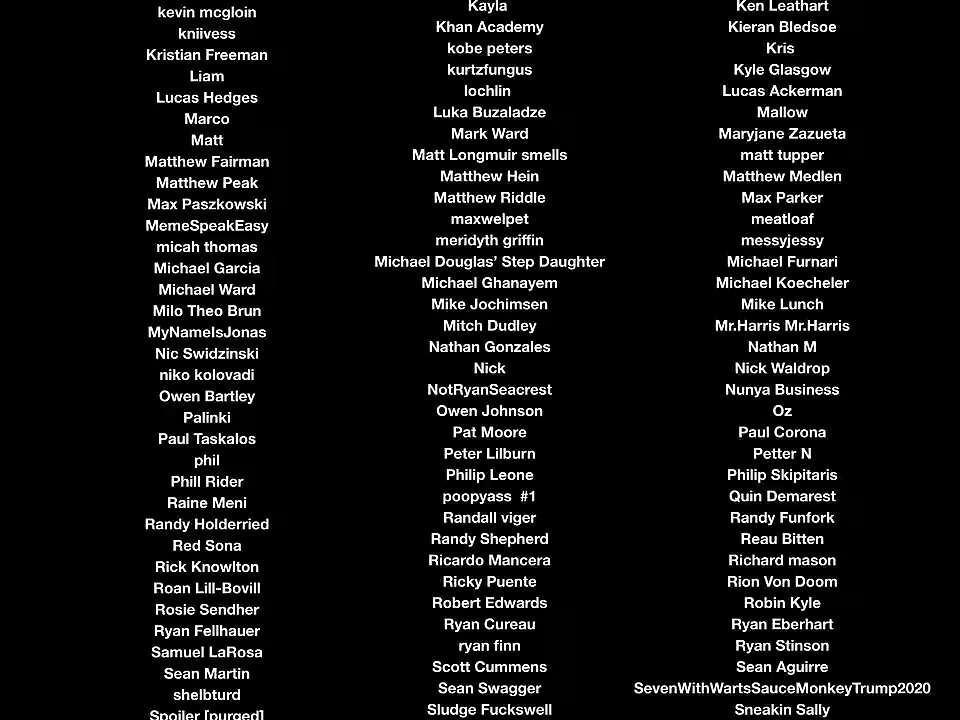 kevin mcgloin
kniivess
Kristian Freeman
Liam
Lucas Hedges
Marco
Matt
Matthew Fairman
Matthew Peak
Max Paszkowski
MemeSpeakEasy
micah thomas
Michael Garcia
Michael Ward
Milo Theo Brun
MyNameIsJonas
Nic Swidzinski
niko kolovadi
Owen Bartley
Palinki
Paul Taskalos
phil
Phill Rider
Raine Meni
Randy Holderried
Red Sona
Rick Knowlton
Roan Lill-Bovill
Rosie Sendher
Ryan Fellhauer
Samuel LaRosa
Sean Martin
shelbturd
Spoiler [purged]
Kayla
Khan Academy
kobe peters
kurtzfungus
lochlin
Luka Buzaladze
Mark Ward
Matt Longmuir smells
Matthew Hein
Matthew Riddle
maxwelpet
meridyth griffin
Michael Douglas’ Step Daughter
Michael Ghanayem
Mike Jochimsen
Mitch Dudley
Nathan Gonzales
Nick
NotRyanSeacrest
Owen Johnson
Pat Moore
Peter Lilburn
Philip Leone
poopyass  #1
Randall viger
Randy Shepherd
Ricardo Mancera
Ricky Puente
Robert Edwards
Ryan Cureau
ryan finn
Scott Cummens
Sean Swagger
Sludge Fuckswell
Ken Leathart
Kieran Bledsoe
Kris
Kyle Glasgow
Lucas Ackerman
Mallow
Maryjane Zazueta
matt tupper
Matthew Medlen
Max Parker
meatloaf
messyjessy
Michael Furnari
Michael Koecheler
Mike Lunch
Mr.Harris Mr.Harris
Nathan M
Nick Waldrop
Nunya Business
Oz
Paul Corona
Petter N
Philip Skipitaris
Quin Demarest
Randy Funfork
Reau Bitten
Richard mason
Rion Von Doom
Robin Kyle
Ryan Eberhart
Ryan Stinson
Sean Aguirre
SevenWithWartsSauceMonkeyTrump2020
Sneakin Sally